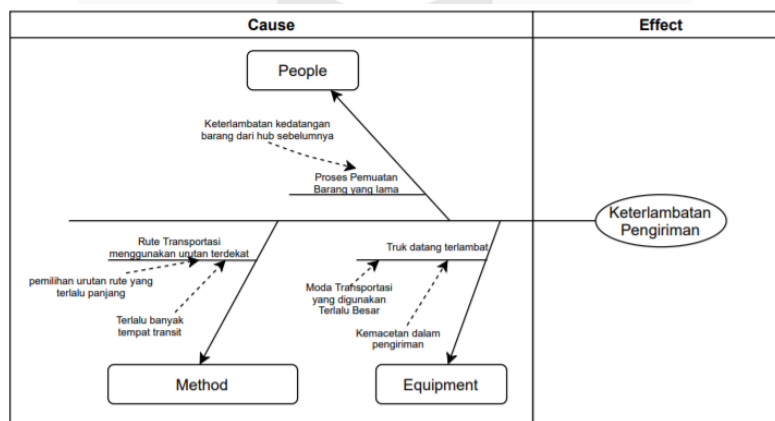 Cause
Effect
People
Keterlambatan kedatangan
barang dari hub sebelumnya
Proses Pemuatan
Barang yang lama
Keterlambatan
Pengiriman
Rute Transportasi
menggunakan urutan terdekat
pemilihan urutan rute yang
terlalu panjang
Terlalu banyak
tempat transit
Truk datang terlambat
Moda Transportasi
yang digunakan
Terlalu Besar
Kemacetan dalam
pengiriman
Method
Equipment